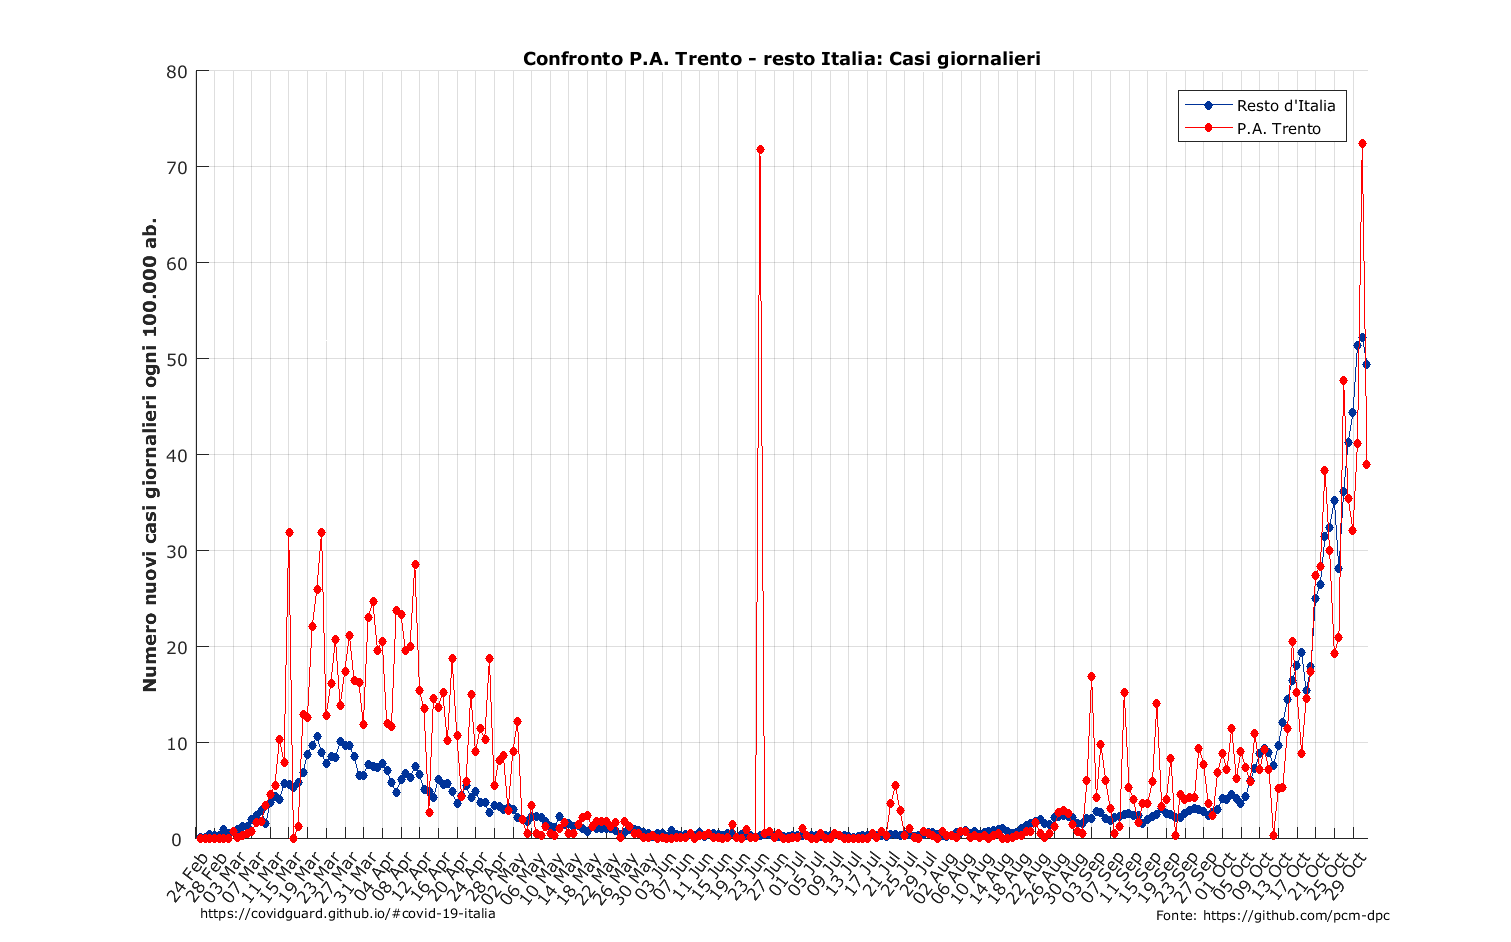 Confronto P.A. Trento - resto Italia: Casi giornalieri
Resto d'Italia
P.A. Trento
Numero nuovi casi giornalieri ogni 100.000 ab.
80
70
60
50
40
30
20
10
0
24 Feb
28 Feb
03 Mar
07 Mar
11 Mar
15 Mar
19 Mar
23 Mar
27 Mar
31 Mar
04 Apr
08 Apr
12 Apr
16 Apr
20 Apr
24 Apr
28 Apr
02 May
06 May
10 May
14 May
18 May
22 May
26 May
30 May
03 Jun
07 Jun
11 Jun
15 Jun
19 Jun
23 Jun
27 Jun
01 Jul
05 Jul
09 Jul
13 Jul
17 Jul
21 Jul
25 Jul
29 Jul
02 Aug
06 Aug
10 Aug
14 Aug
18 Aug
22 Aug
26 Aug
30 Aug
03 Sep
07 Sep
11 Sep
15 Sep
19 Sep
23 Sep
27 Sep
01 Oct
05 Oct
09 Oct
13 Oct
17 Oct
21 Oct
25 Oct
29 Oct
https://covidguard.github.io/#covid-19-italia
Fonte: https://github.com/pcm-dpc